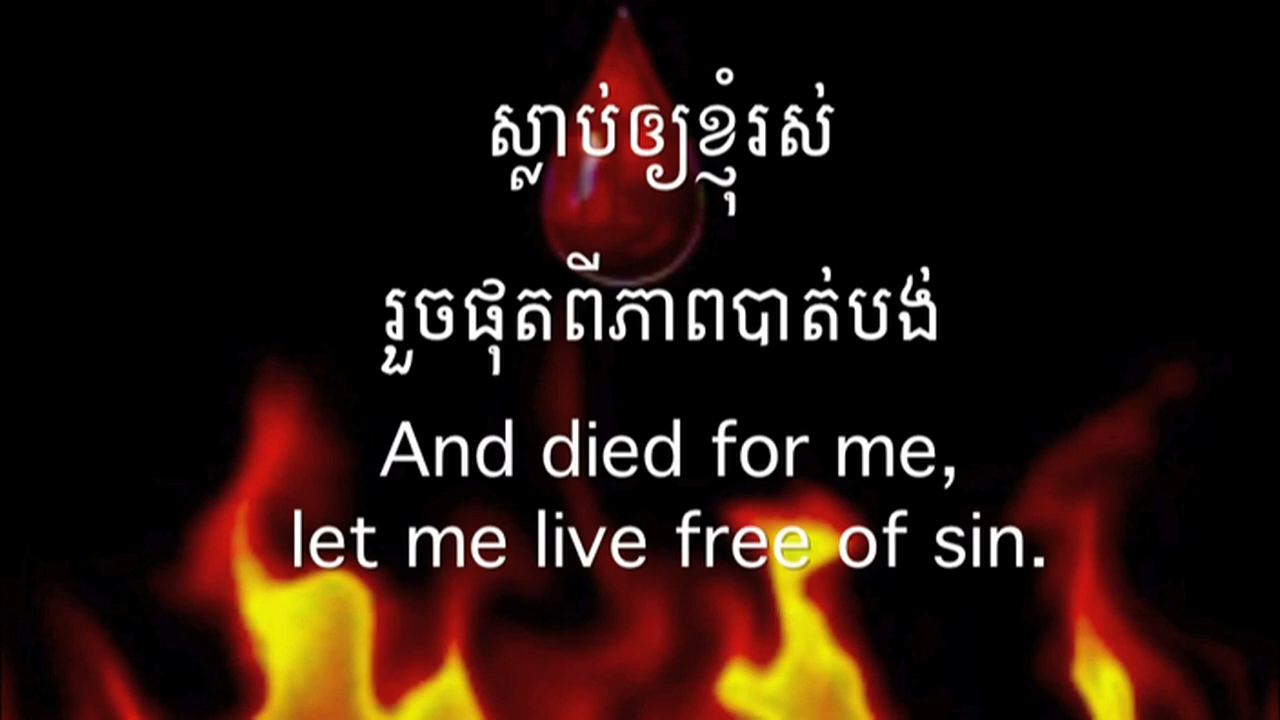 ស្លាប់ឲ្យខ្ញុំរស់
រួចផុតពីភាពបាត់បង់
And died for me,
let me live free of sin.